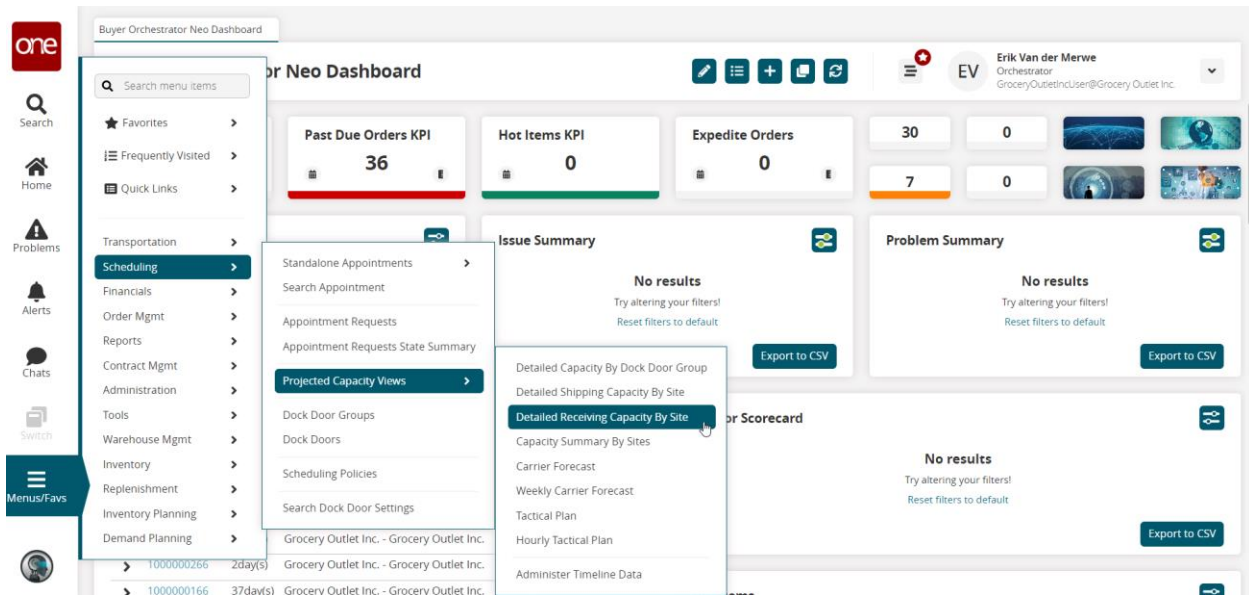 one
Search
Home
Problems
Alerts
Chats
Switch
Menus/Favs
Buyer Orchestrator Neo Dashboard
or Neo Dashboard
EV
Erik Van der Merwe
Orchestrator
GroceryOutletIncUser@Grocery Outlet Inc.
Search menu items
Favorites
Frequently Visited
Quick Links
Transportation
Scheduling
Financials
Order Mgmt
Reports
Contract Mgmt
Administration
Tools
Warehouse Mgmt
Inventory
Replenishment
Inventory Planning
Demand Planning
Standalone Appointments
Search Appointment
Appointment Requests
Appointment Requests State Summary
Projected Capacity Views
Dock Door Groups
Dock Doors
Scheduling Policies
Search Dock Door Settings
Detailed Capacity By Dock Door Group
Detailed Shipping Capacity By Site
Detailed Receiving Capacity By Site
Capacity Summary By Sites
Carrier Forecast
Weekly Carrier Forecast
Tactical Plan
Hourly Tactical Plan
Administer Timeline Data
Past Due Orders KPI
36
Hot Items KPI
0
Expedite Orders
0
30
0
7
0
Issue Summary
No results
Try altering your filters!
Reset filters to default
Export to CSV
Problem Summary
No results
Try altering your filters!
Reset filters to default
Export to CSV
or Scorecard
No results
Try altering your filters!
Reset filters to default
Export to CSV
Grocery Outlet Inc. - Grocery Outlet Inc.
1000000266 2day(s) Grocery Outlet Inc. - Grocery Outlet Inc.
1000000166 37day(s) Grocery Outlet Inc. - Grocery Outlet Inc.